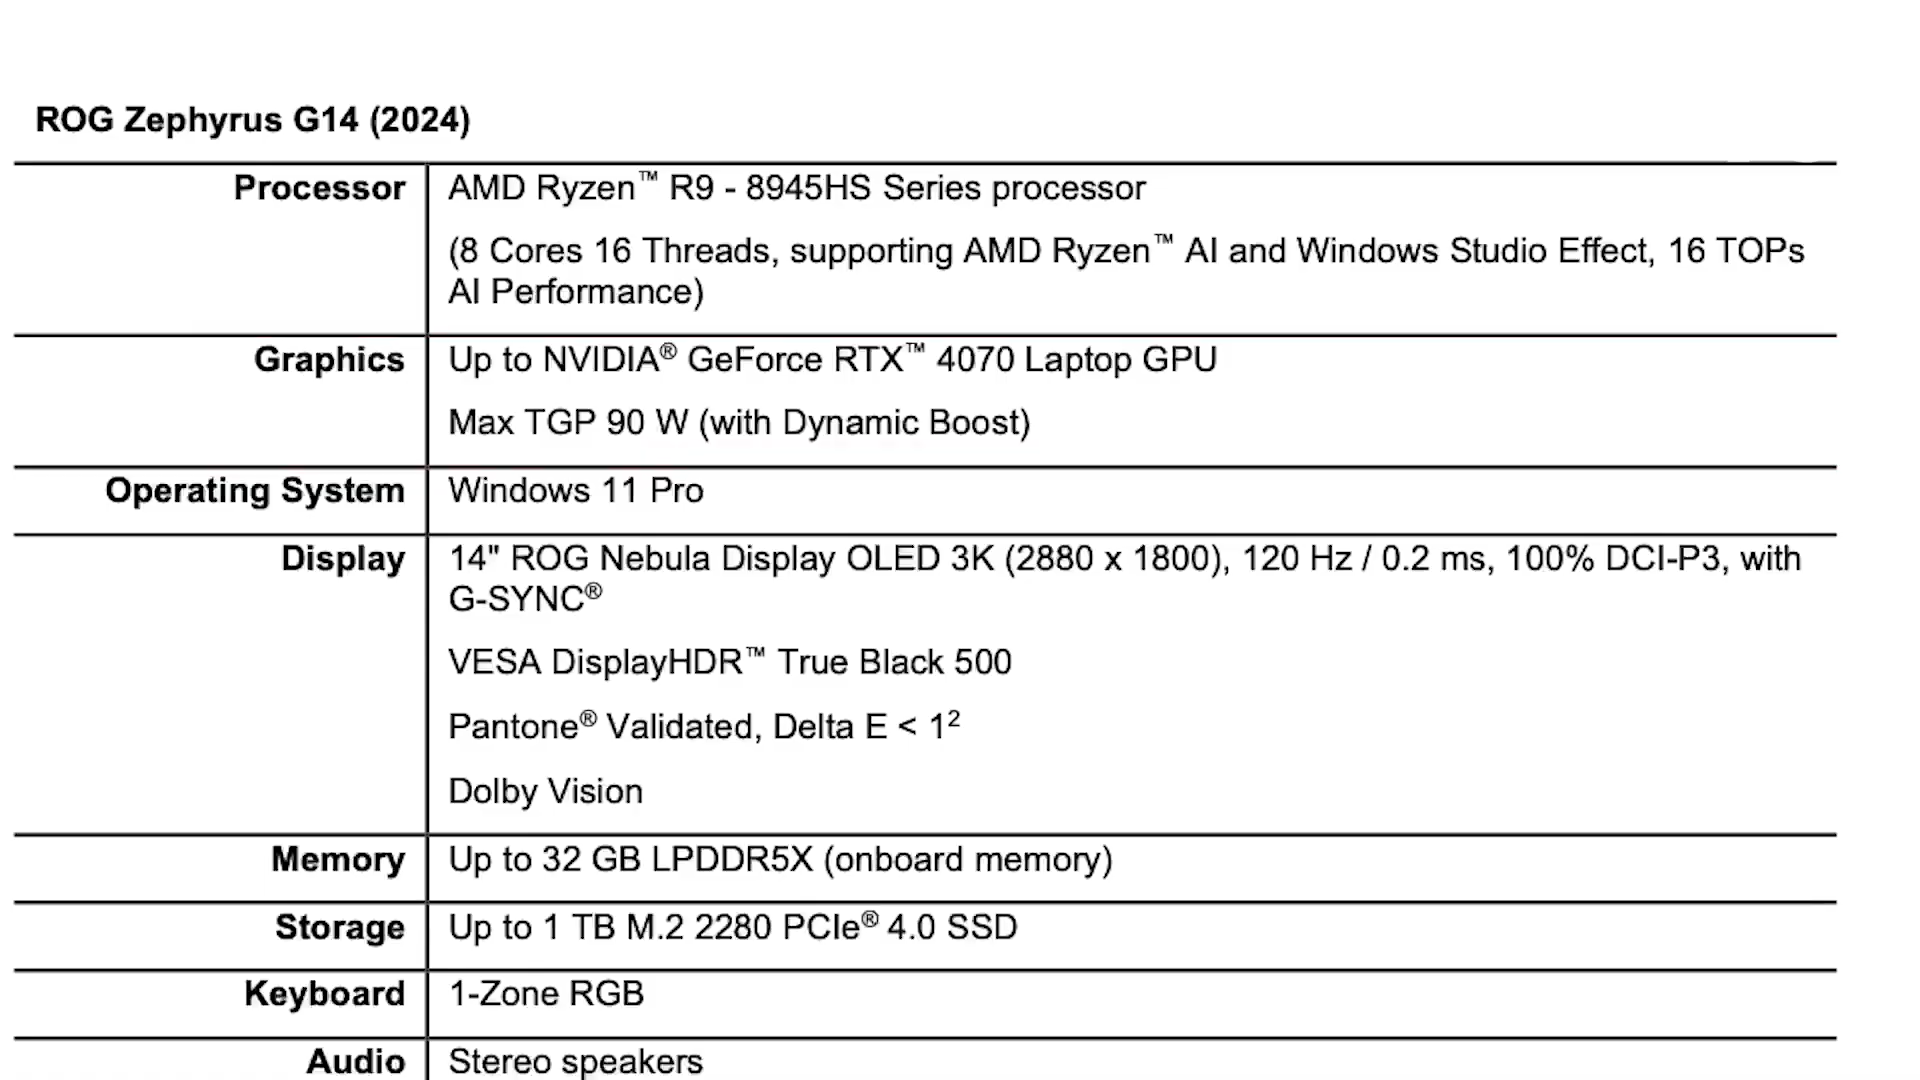 ROG Zephyrus G14 (2024)
Processor
AMD Ryzen™ R9 - 8945HS Series processor
(8 Cores 16 Threads, supporting AMD Ryzen™ AI and Windows Studio Effect, 16 TOPs
AI Performance)
Graphics
Up to NVIDIA® GeForce RTX™ 4070 Laptop GPU
Max TGP 90 W (with Dynamic Boost)
Operating System
Windows 11 Pro
Display
14" ROG Nebula Display OLED 3K (2880 x 1800), 120 Hz / 0.2 ms, 100% DCI-P3, with
G-SYNC®
VESA DisplayHDR™ True Black 500
Pantone® Validated, Delta E < 1²
Dolby Vision
Memory
Up to 32 GB LPDDR5X (onboard memory)
Storage
Up to 1 TB M.2 2280 PCIe® 4.0 SSD
Keyboard
1-Zone RGB
Audio
Stereo speakers